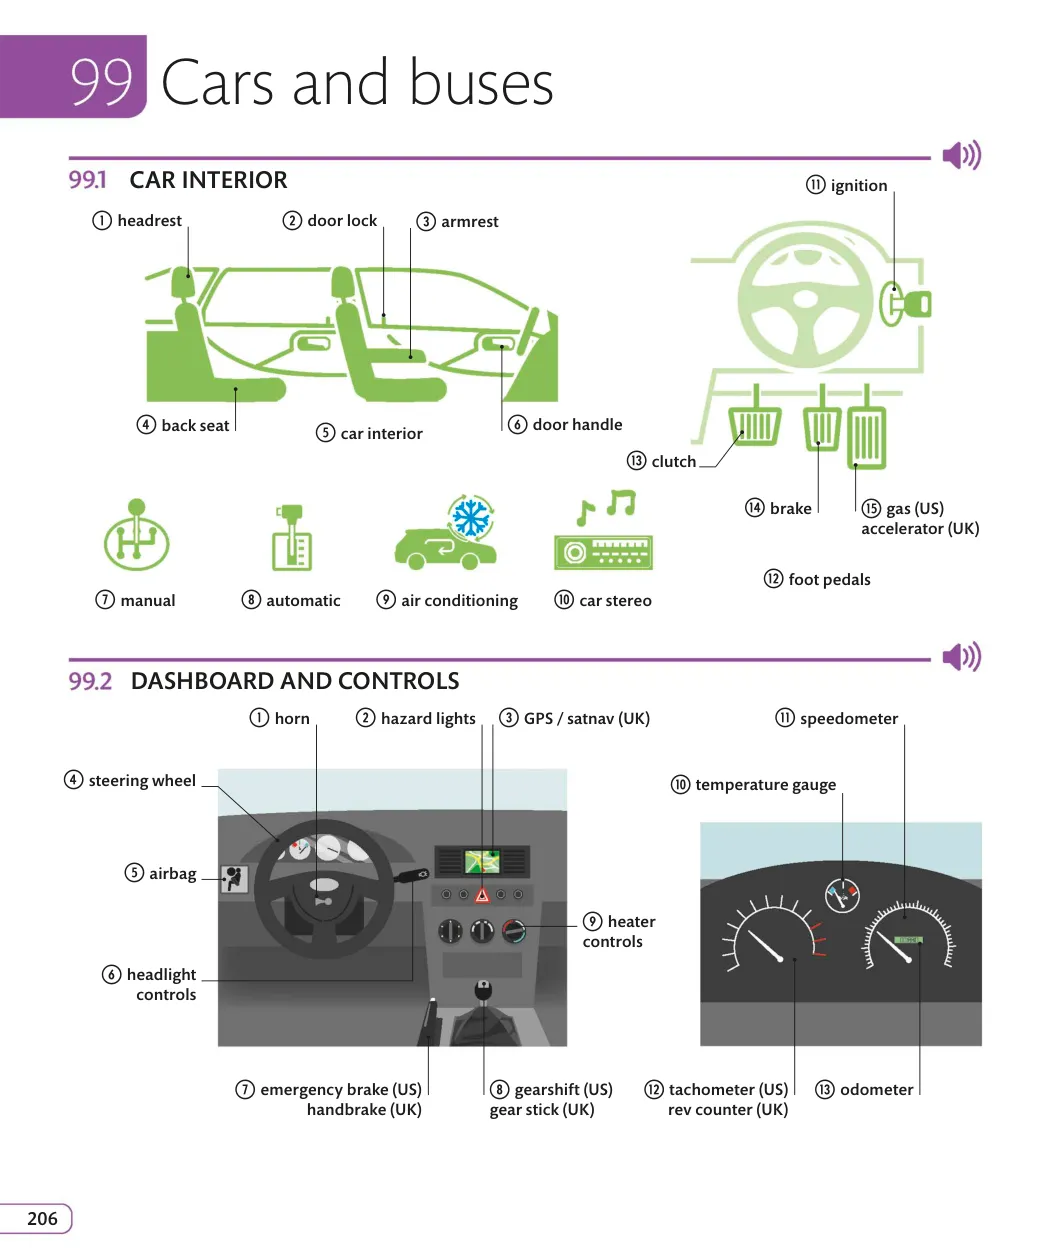 99 Cars and buses
99.1 CAR INTERIOR
① headrest
② door lock
③ armrest
⑪ ignition
④ back seat
⑤ car interior
⑥ door handle
⑬ clutch
⑭ brake
⑮ gas (US)
accelerator (UK)
⑫ foot pedals
⑦ manual
⑧ automatic
⑨ air conditioning
⑩ car stereo
99.2 DASHBOARD AND CONTROLS
① horn
② hazard lights
③ GPS / satnav (UK)
⑪ speedometer
④ steering wheel
⑩ temperature gauge
⑤ airbag
⑨ heater
controls
⑥ headlight
controls
⑦ emergency brake (US)
handbrake (UK)
⑧ gearshift (US)
gear stick (UK)
⑫ tachometer (US)
rev counter (UK)
⑬ odometer
206